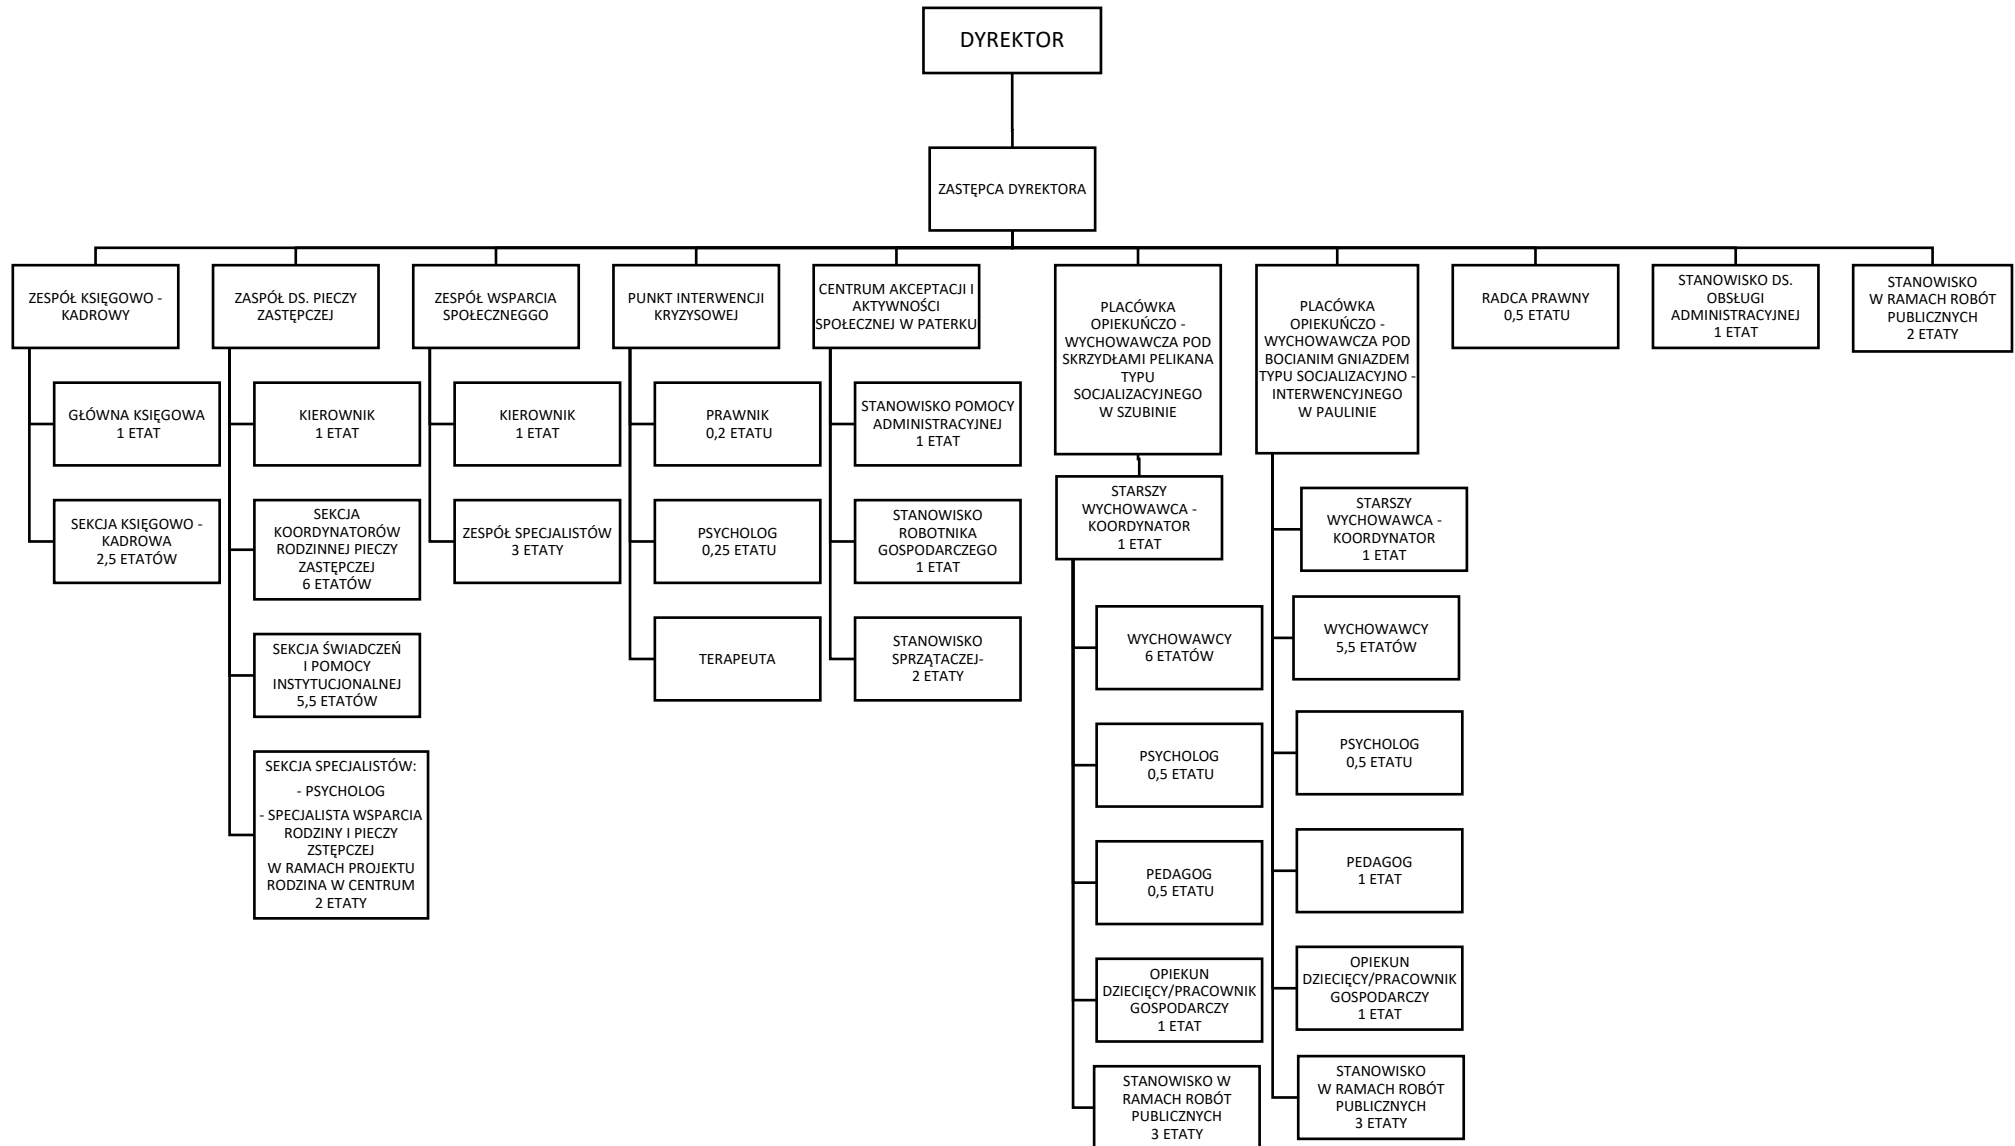 DYREKTOR
ZASTĘPCA DYREKTORA
ZESPÓŁ KSIĘGOWO -
KADROWY
GŁÓWNA KSIĘGOWA
1 ETAT
SEKCJA KSIĘGOWO -
KADROWA
2,5 ETATÓW
ZASPÓŁ DS. PIECZY
ZASTĘPCZEJ
KIEROWNIK
1 ETAT
SEKCJA
KOORDYNATORÓW
RODZINNEJ PIECZY
ZASTĘPCZEJ
6 ETATÓW
SEKCJA ŚWIADCZEŃ
I POMOCY
INSTYTUCJONALNEJ
5,5 ETATÓW
SEKCJA SPECJALISTÓW:
- PSYCHOLOG
- SPECJALISTA WSPARCIA
RODZINY I PIECZY
ZSTĘPCZEJ
W RAMACH PROJEKTU
RODZINA W CENTRUM
2 ETATY
ZESPÓŁ WSPARCIA
SPOŁECZNEGGO
KIEROWNIK
1 ETAT
ZESPÓŁ SPECJALISTÓW
3 ETATY
PUNKT INTERWENCJI
KRYZYSOWEJ
PRAWNIK
0,2 ETATU
PSYCHOLOG
0,25 ETATU
TERAPEUTA
CENTRUM AKCEPTACJI I
AKTYWNOŚCI
SPOŁECZNEJ W PATERKU
STANOWISKO POMOCY
ADMINISTRACYJNEJ
1 ETAT
STANOWISKO
ROBOTNIKA
GOSPODARCZEGO
1 ETAT
STANOWISKO
SPRZĄTACZEJ-
2 ETATY
PLACÓWKA
OPIEKUŃCZO -
WYCHOWAWCZA POD
SKRZYDŁAMI PELIKANA
TYPU
SOCJALIZACYJNEGO
W SZUBINIE
STARSZY
WYCHOWAWCA -
KOORDYNATOR
1 ETAT
WYCHOWAWCY
6 ETATÓW
PSYCHOLOG
0,5 ETATU
PEDAGOG
0,5 ETATU
OPIEKUN
DZIECIĘCY/PRACOWNIK
GOSPODARCZY
1 ETAT
STANOWISKO W
RAMACH ROBÓT
PUBLICZNYCH
3 ETATY
PLACÓWKA
OPIEKUŃCZO -
WYCHOWAWCZA POD
BOCIANIM GNIAZDEM
TYPU SOCJALIZACYJNO -
INTERWENCYJNEGO
W PAULINIE
STARSZY
WYCHOWAWCA -
KOORDYNATOR
1 ETAT
WYCHOWAWCY
5,5 ETATÓW
PSYCHOLOG
0,5 ETATU
PEDAGOG
1 ETAT
OPIEKUN
DZIECIĘCY/PRACOWNIK
GOSPODARCZY
1 ETAT
STANOWISKO
W RAMACH ROBÓT
PUBLICZNYCH
3 ETATY
RADCA PRAWNY
0,5 ETATU
STANOWISKO DS.
OBSŁUGI
ADMINISTRACYJNEJ
1 ETAT
STANOWISKO
W RAMACH ROBÓT
PUBLICZNYCH
2 ETATY